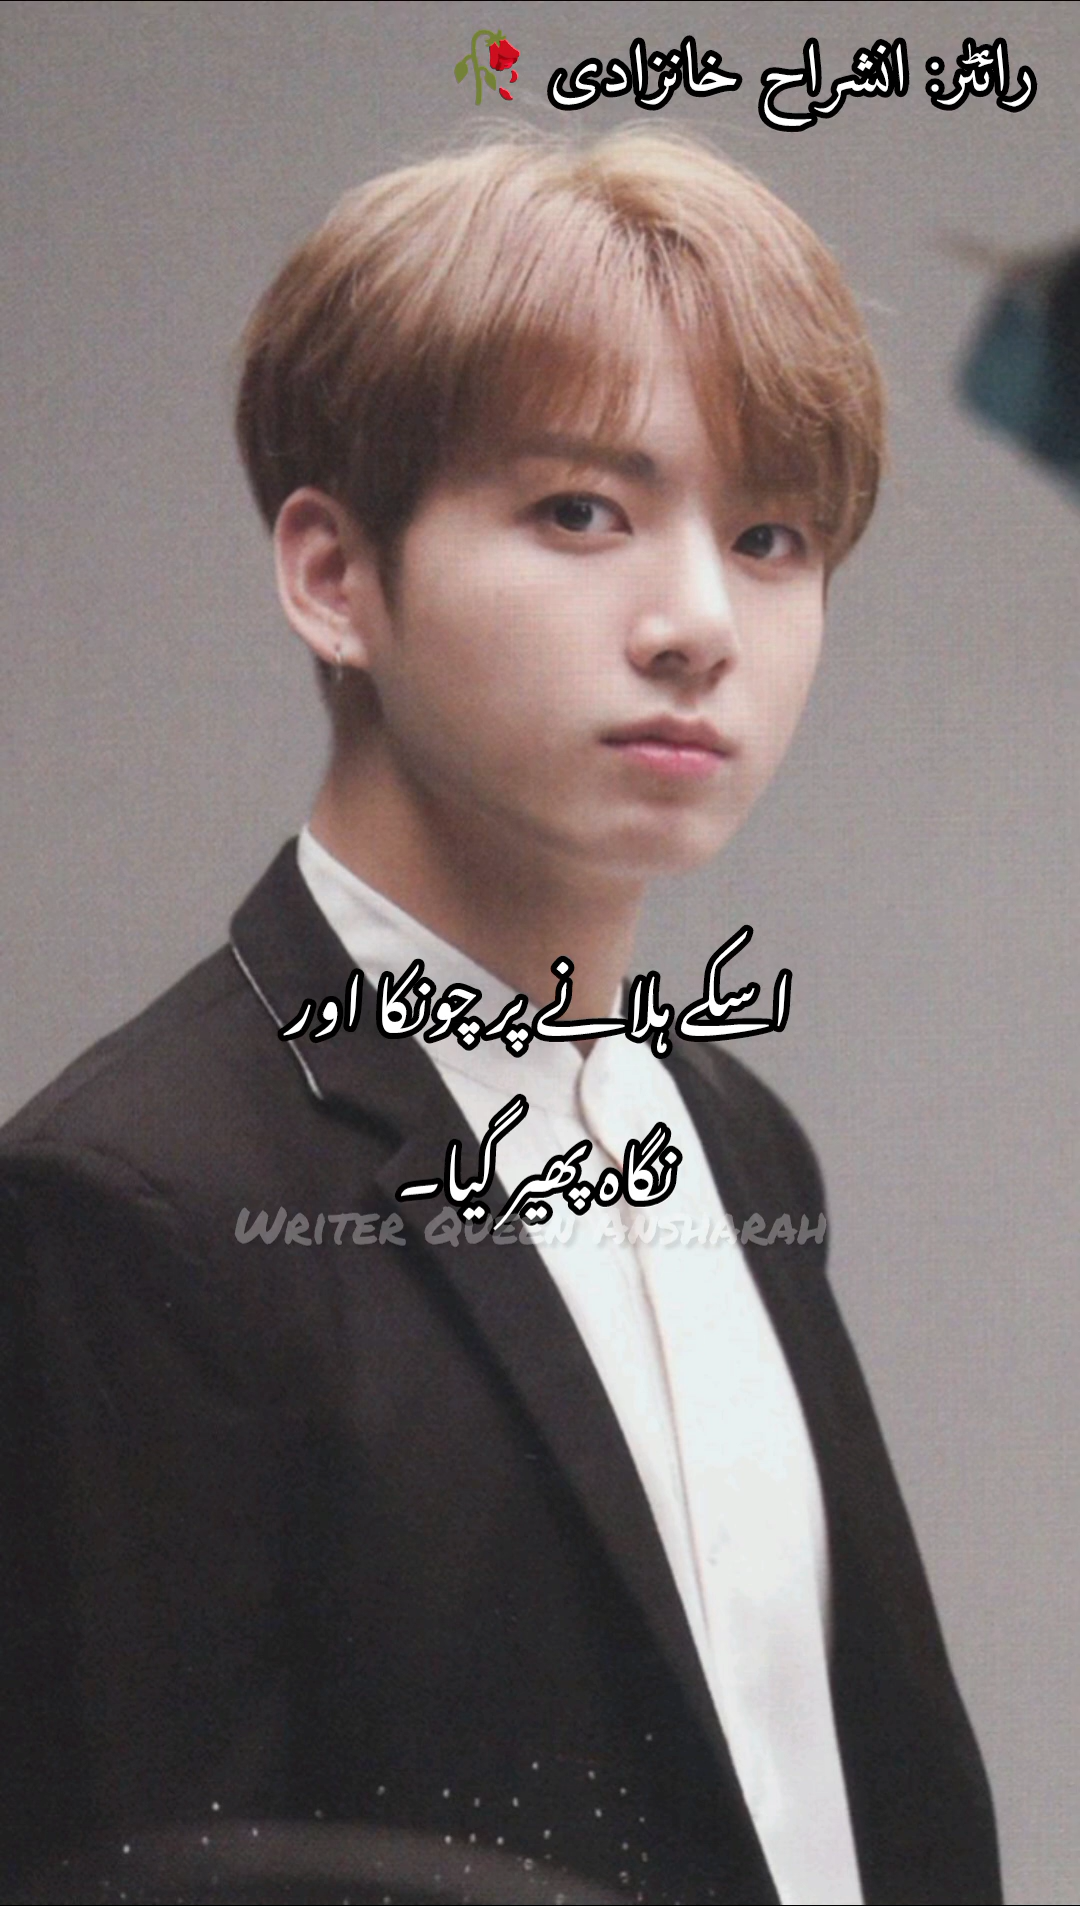 رائٹر: انشراح خانزادی 🥀
اسکے ہلانے پر چونکا اور
نگاہ پھیر گیا۔
Writer Queen Ansharah